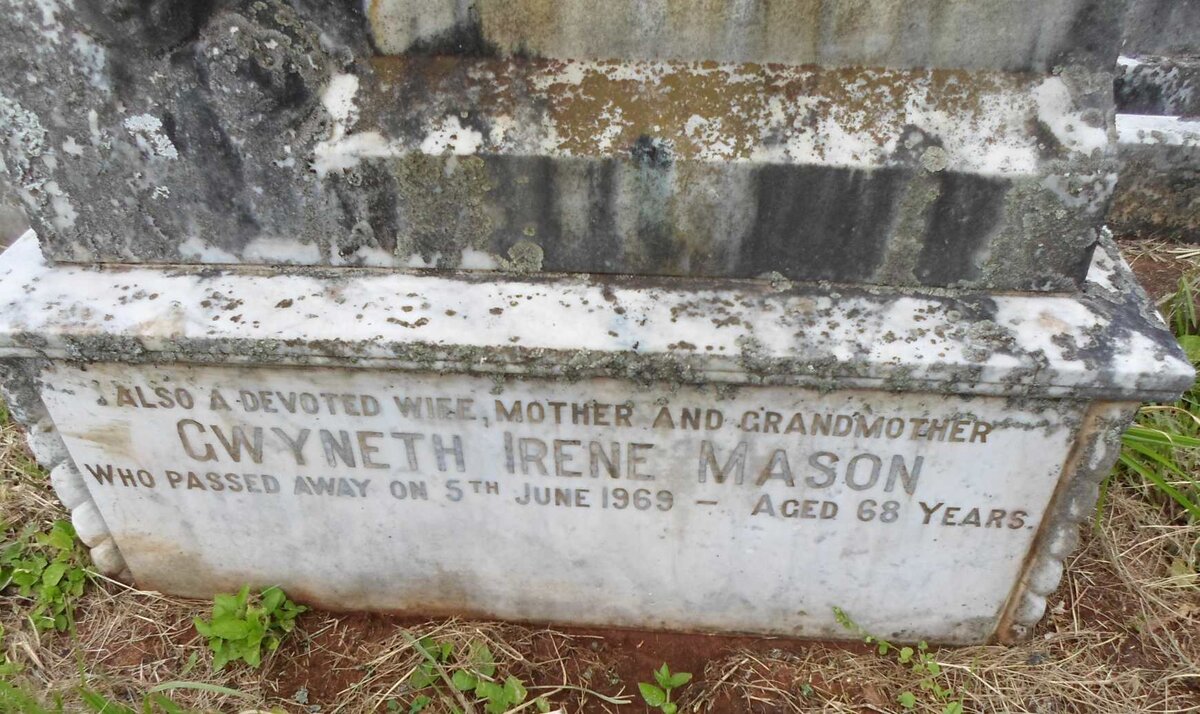 ALSO A DEVOTED WIFE, MOTHER AND GRANDMOTHER
GWYNETH IRENE MASON
WHO PASSED AWAY ON 5TH JUNE 1969 – AGED 68 YEARS.